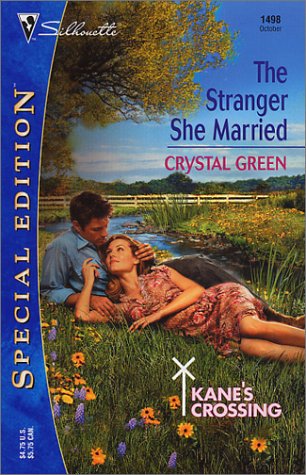 Silhouette
1498
October
The
Stranger
She Married
CRYSTAL GREEN
SPECIAL EDITION
KANE'S
CROSSING
$4.75 U.S.
$5.75 CAN.